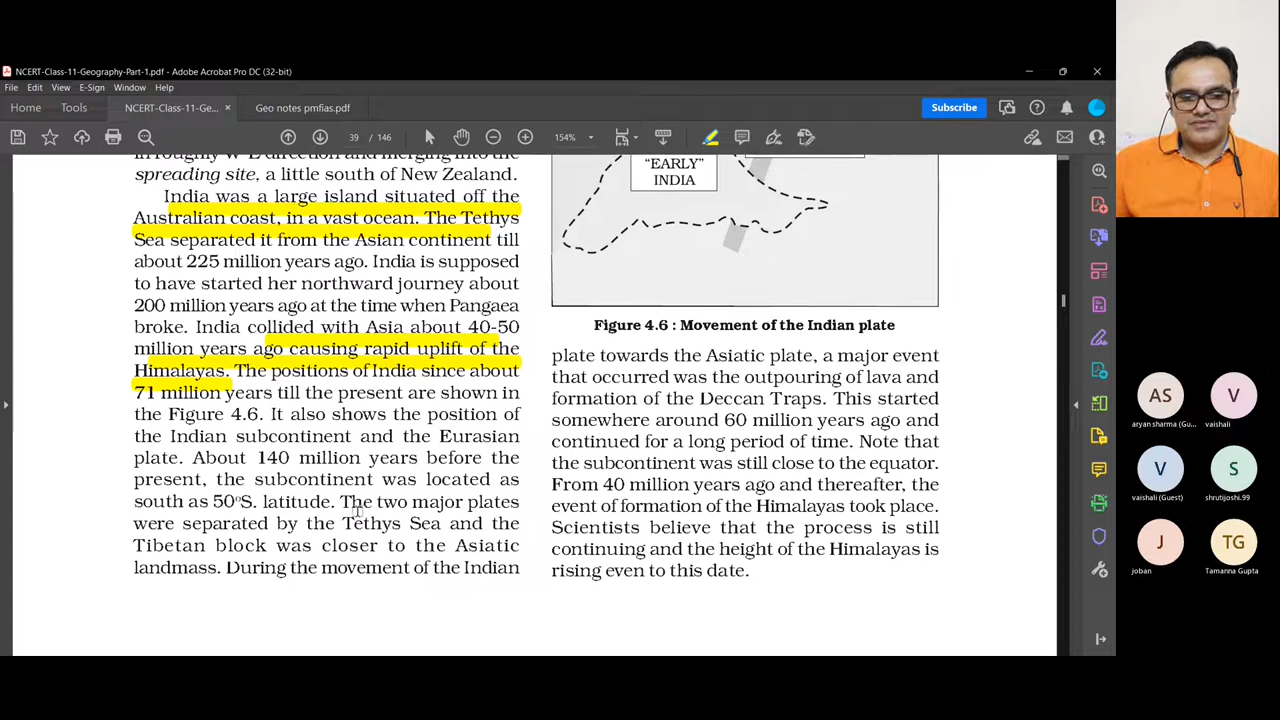 NCERT-Class-11-Geography-Part-1.pdf - Adobe Acrobat Pro DC (32-bit)
File Edit View E-Sign Window Help
Home Tools NCERT-Class-11-Ge... × Geo notes pmfias.pdf Subscribe
39 / 146 154%
in roughly W-E direction and merging into the
spreading site, a little south of New Zealand.
India was a large island situated off the
Australian coast, in a vast ocean. The Tethys
Sea separated it from the Asian continent till
about 225 million years ago. India is supposed
to have started her northward journey about
200 million years ago at the time when Pangaea
broke. India collided with Asia about 40-50
million years ago causing rapid uplift of the
Himalayas. The positions of India since about
71 million years till the present are shown in
the Figure 4.6. It also shows the position of
the Indian subcontinent and the Eurasian
plate. About 140 million years before the
present, the subcontinent was located as
south as 50°S. latitude. The two major plates
were separated by the Tethys Sea and the
Tibetan block was closer to the Asiatic
landmass. During the movement of the Indian
"EARLY"
INDIA
Figure 4.6 : Movement of the Indian plate
plate towards the Asiatic plate, a major event
that occurred was the outpouring of lava and
formation of the Deccan Traps. This started
somewhere around 60 million years ago and
continued for a long period of time. Note that
the subcontinent was still close to the equator.
From 40 million years ago and thereafter, the
event of formation of the Himalayas took place.
Scientists believe that the process is still
continuing and the height of the Himalayas is
rising even to this date.
AS V
aryan sharma (Gu... vaishali
V S
vaishali (Guest) shrutijoshi.99
J TG
joban Tamanna Gupta